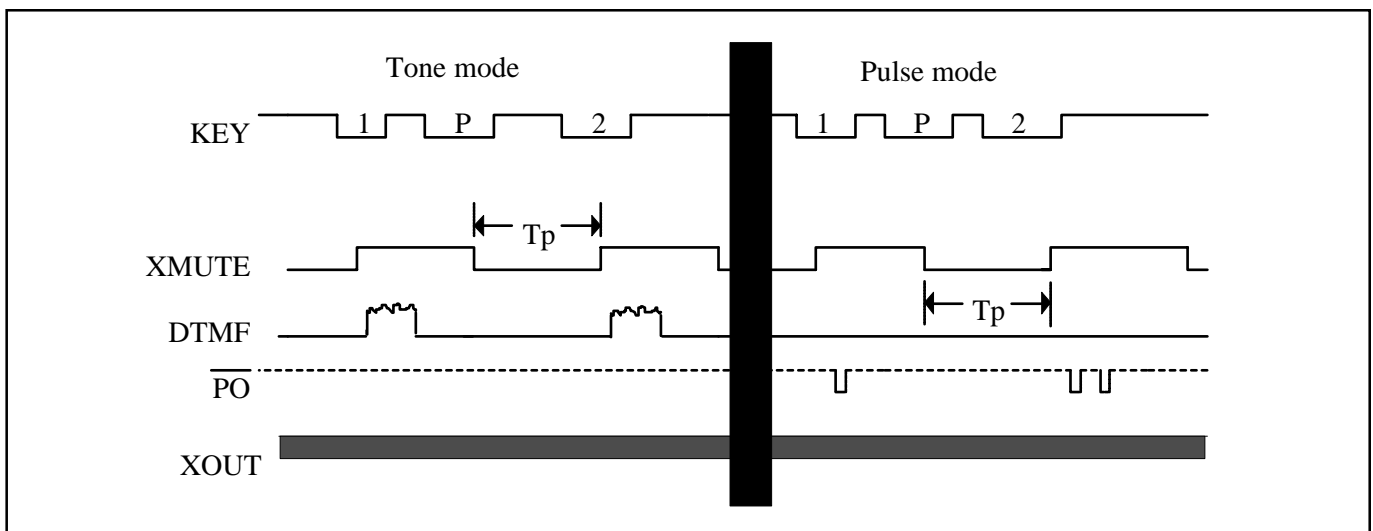 Tone mode Pulse mode
KEY 1 P 2 1 P 2
Tp
XMUTE
Tp
DTMF
PO
XOUT